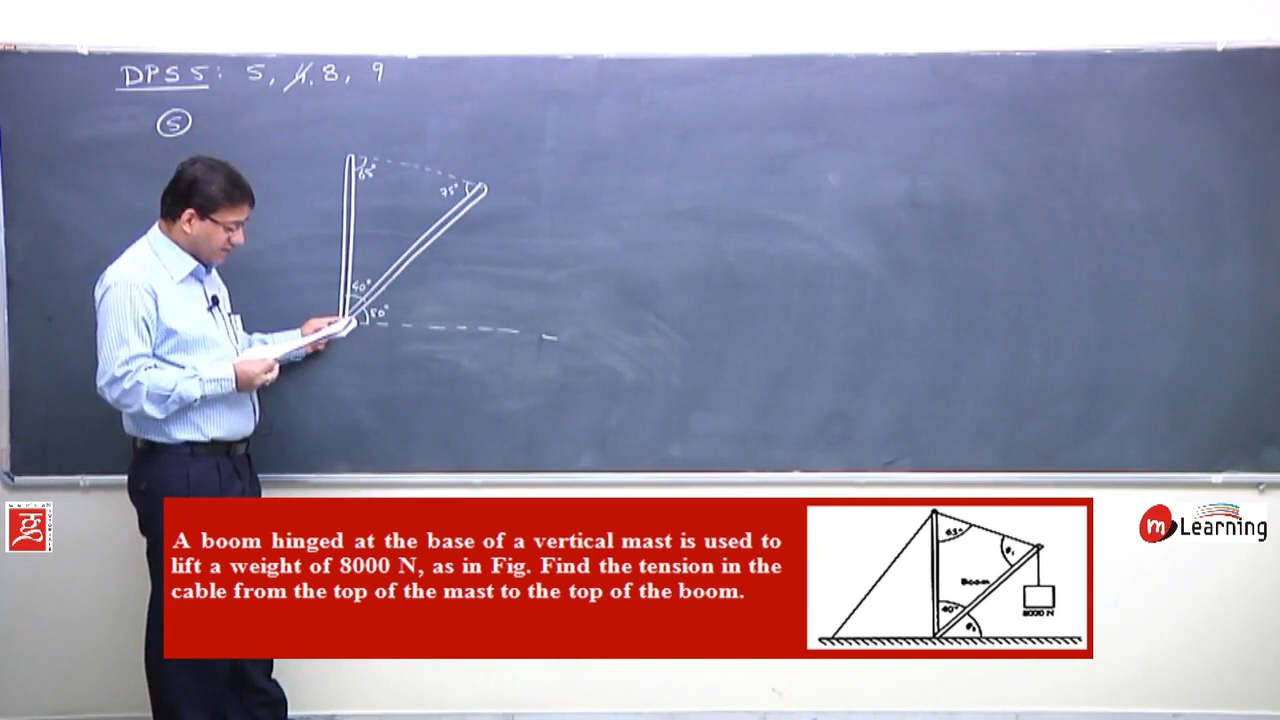 DPS 5: 5, 4, 8, 9
5
65°
75°
40°
50°
A boom hinged at the base of a vertical mast is used to
lift a weight of 8000 N, as in Fig. Find the tension in the
cable from the top of the mast to the top of the boom.
65°
θ₁
Boom
40°
θ₂
8000 N
m Learning